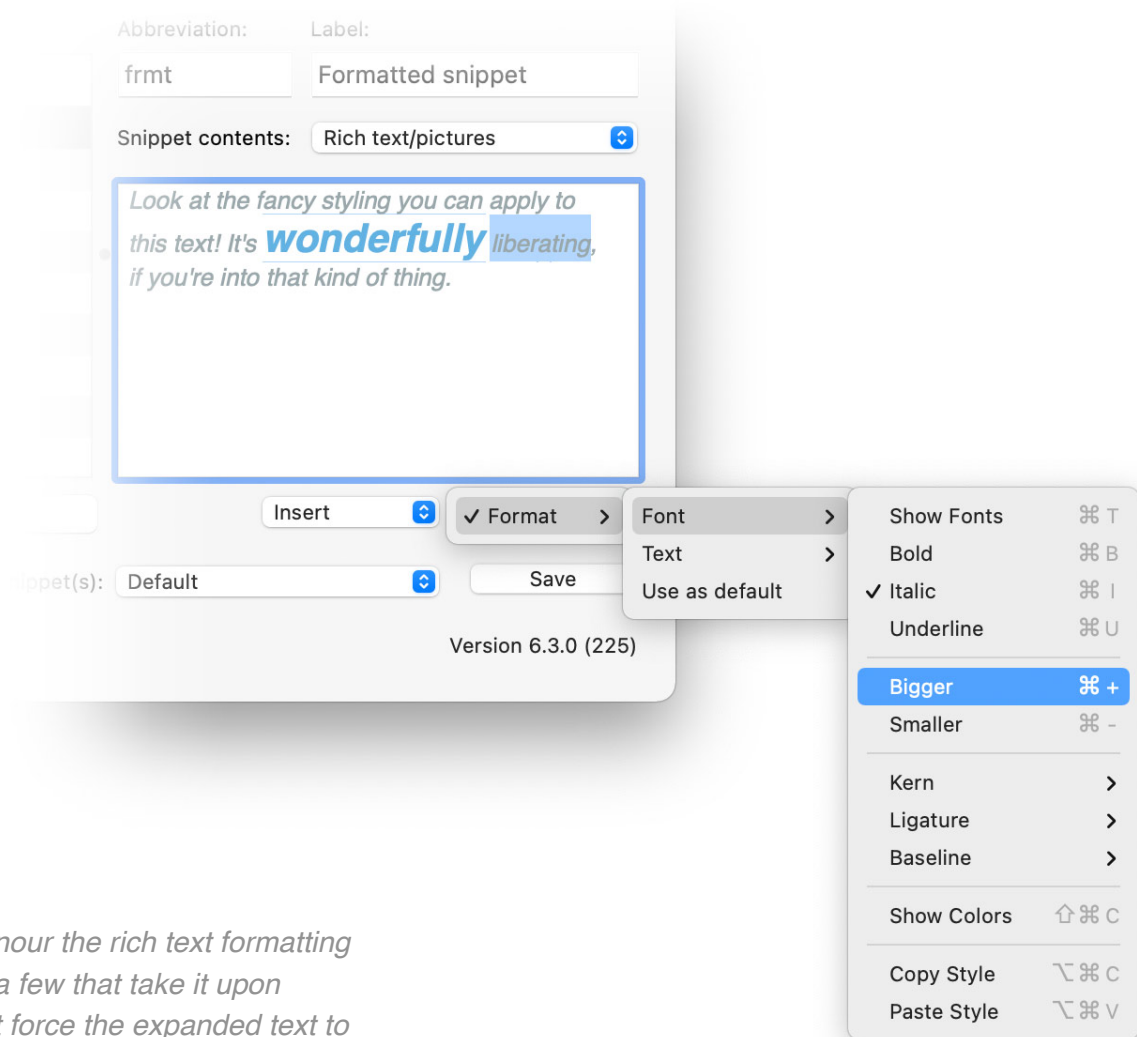 Abbreviation: Label:
frmt Formatted snippet
Snippet contents: Rich text/pictures
Look at the fancy styling you can apply to
this text! It's wonderfully liberating,
if you're into that kind of thing.
Insert
✓ Format
Default
Save
Version 6.3.0 (225)
Font
Text
Use as default
Show Fonts ⌘ T
Bold ⌘ B
✓ Italic ⌘ I
Underline ⌘ U
Bigger ⌘ +
Smaller ⌘ -
Kern
Ligature
Baseline
Show Colors ⇧ ⌘ C
Copy Style ⌥ ⌘ C
Paste Style ⌥ ⌘ V
the rich text formatting
a few that take it upon
force the expanded text to